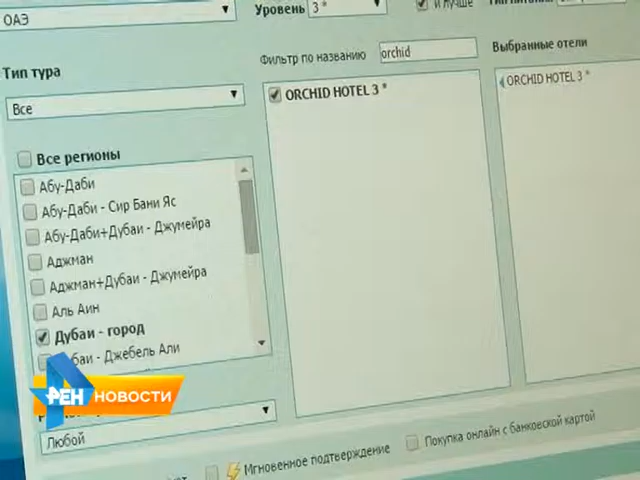 ОАЭ
Уровень 3 *
и лучше
Тип тура
Фильтр по названию orchid
Выбранные отели
Все
ORCHID HOTEL 3 *
ORCHID HOTEL 3 *
Все регионы
Абу-Даби
Абу-Даби - Сир Бани Яс
Абу-Даби+Дубаи - Джумейра
Аджман
Аджман+Дубаи - Джумейра
Аль Аин
Дубаи - город
баи - Джебель Али
РЕН НОВОСТИ
Любой
Мгновенное подтверждение
Покупка онлайн с банковской картой